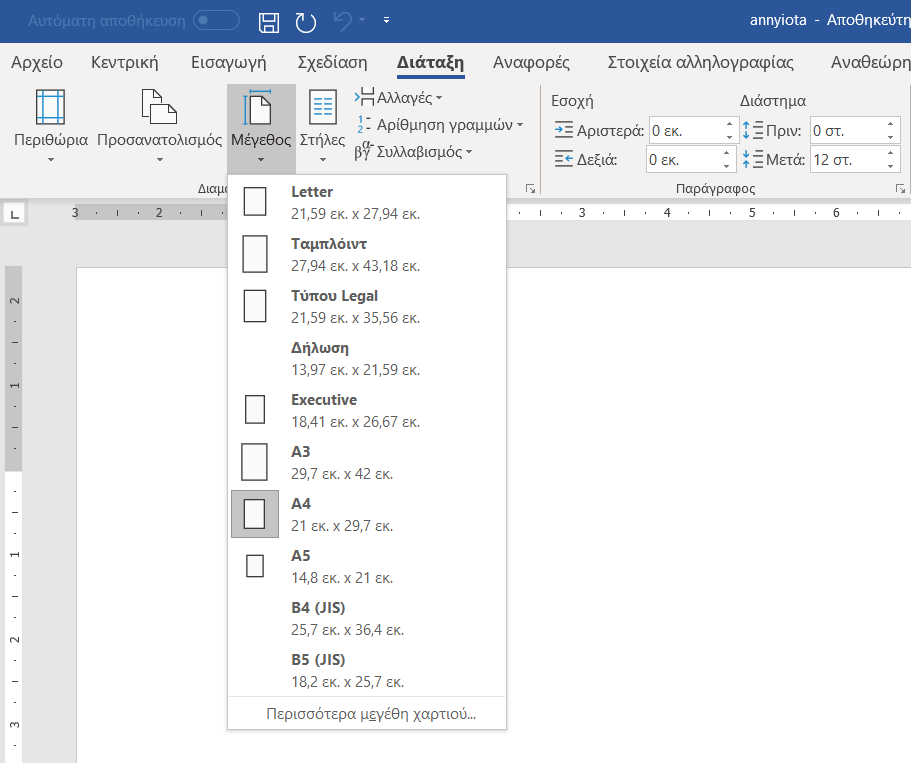 Αυτόματη αποθήκευση
annyiota - Αποθηκεύτη
Αρχείο Κεντρική Εισαγωγή Σχεδίαση Διάταξη Αναφορές Στοιχεία αλληλογραφίας Αναθεώρη
Περιθώρια Προσανατολισμός Μέγεθος Στήλες
Αλλαγές
Αρίθμηση γραμμών
Συλλαβισμός
Εσοχή Διάστημα
Αριστερά: 0 εκ. Πριν: 0 στ.
Δεξιά: 0 εκ. Μετά: 12 στ.
Διαμ Παράγραφος
3 2 3 4 5 6
Letter
21,59 εκ. x 27,94 εκ.
Ταμπλόιντ
27,94 εκ. x 43,18 εκ.
Τύπου Legal
21,59 εκ. x 35,56 εκ.
Δήλωση
13,97 εκ. x 21,59 εκ.
Executive
18,41 εκ. x 26,67 εκ.
A3
29,7 εκ. x 42 εκ.
A4
21 εκ. x 29,7 εκ.
A5
14,8 εκ. x 21 εκ.
B4 (JIS)
25,7 εκ. x 36,4 εκ.
B5 (JIS)
18,2 εκ. x 25,7 εκ.
Περισσότερα μεγέθη χαρτιού...
2
1
1
2
3